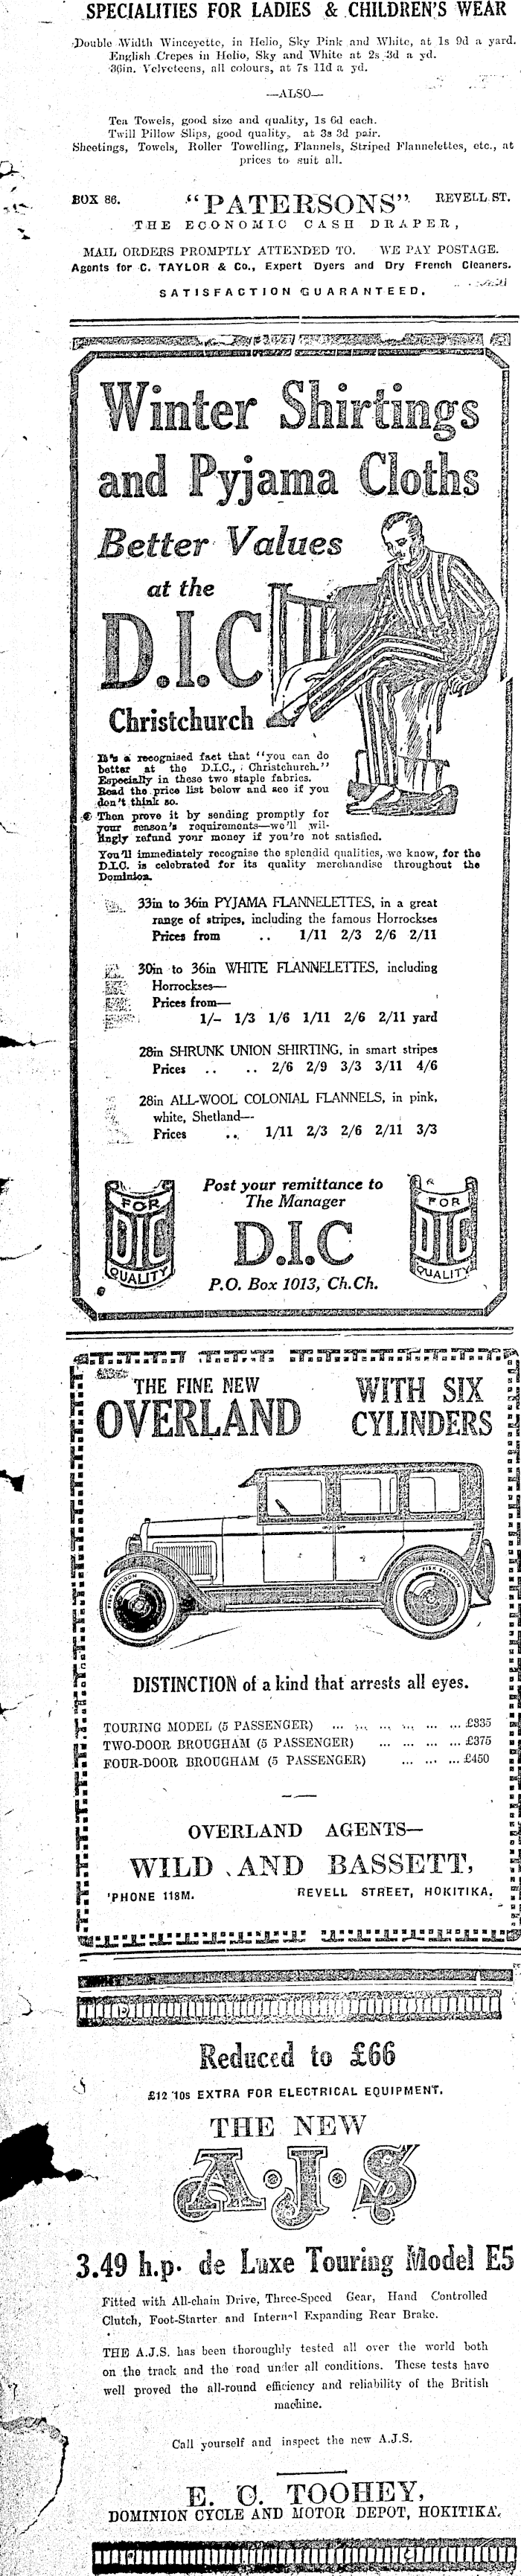 SPECIALITIES FOR LADIES & CHILDREN'S WEAR
Double Width Winceyette, in Helio, Sky Pink and White, at 1s 9d a yard.
English Crepes in Helio, Sky and White at 2s 3d a yd.
36in. Velveteens, all colours, at 7s 11d a yd.
—ALSO—
Tea Towels, good size and quality, 1s 6d each.
Twill Pillow Slips, good quality, at 3s 3d pair.
Sheetings, Towels, Roller Towelling, Flannels, Striped Flannelettes, etc., at
prices to suit all.
BOX 86. "PATERSONS" REVELL ST.
THE ECONOMIC CASH DRAPER,
MAIL ORDERS PROMPTLY ATTENDED TO. WE PAY POSTAGE.
Agents for C. TAYLOR & Co., Expert Dyers and Dry French Cleaners.
SATISFACTION GUARANTEED.
Winter Shirtings
and Pyjama Cloths
Better Values
at the
D.I.C
Christchurch
It's a recognised fact that "you can do
better at the D.I.C., Christchurch."
Especially in these two staple fabrics.
Read the price list below and see if you
don't think so.
Then prove it by sending promptly for
your season's requirements—we'll wil-
lingly refund your money if you're not satisfied.
You'll immediately recognise the splendid qualities, we know, for the
D.I.C. is celebrated for its quality merchandise throughout the
Dominion.
33in to 36in PYJAMA FLANNELETTES, in a great
range of stripes, including the famous Horrockses
Prices from .. 1/11 2/3 2/6 2/11
30in to 36in WHITE FLANNELETTES, including
Horrockses—
Prices from—
1/- 1/3 1/6 1/11 2/6 2/11 yard
28in SHRUNK UNION SHIRTING, in smart stripes
Prices .. .. 2/6 2/9 3/3 3/11 4/6
28in ALL-WOOL COLONIAL FLANNELS, in pink,
white, Shetland—
Prices .. 1/11 2/3 2/6 2/11 3/3
FOR
DIC
QUALITY
Post your remittance to
The Manager
D.I.C
P.O. Box 1013, Ch.Ch.
FOR
DIC
QUALITY
THE FINE NEW WITH SIX
OVERLAND CYLINDERS
DISTINCTION of a kind that arrests all eyes.
TOURING MODEL (5 PASSENGER) ... ... ... ... ... ... £335
TWO-DOOR BROUGHAM (5 PASSENGER) ... ... ... ... £375
FOUR-DOOR BROUGHAM (5 PASSENGER) ... ... ... £450
OVERLAND AGENTS—
WILD AND BASSETT,
'PHONE 118M. REVELL STREET, HOKITIKA.
Reduced to £66
£12 10s EXTRA FOR ELECTRICAL EQUIPMENT.
THE NEW
A.J.S
3.49 h.p. de Luxe Touring Model E5
Fitted with All-chain Drive, Three-Speed Gear, Hand Controlled
Clutch, Foot-Starter and Internal Expanding Rear Brake.
THE A.J.S. has been thoroughly tested all over the world both
on the track and the road under all conditions. These tests have
well proved the all-round efficiency and reliability of the British
machine.
Call yourself and inspect the new A.J.S.
E. C. TOOHEY,
DOMINION CYCLE AND MOTOR DEPOT, HOKITIKA.